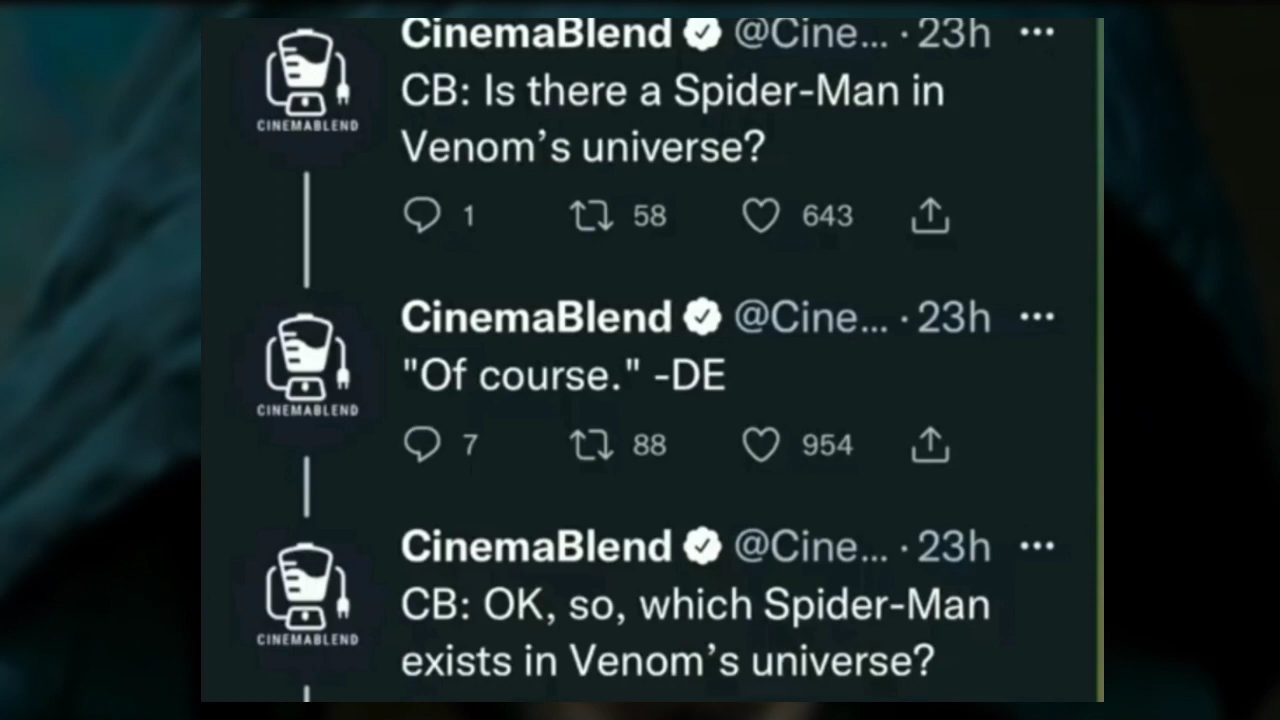 CinemaBlend @Cine... · 23h ···
CINEMABLEND
CB: Is there a Spider-Man in
Venom’s universe?
1 58 643
CinemaBlend @Cine... · 23h ···
CINEMABLEND
"Of course." -DE
7 88 954
CinemaBlend @Cine... · 23h ···
CINEMABLEND
CB: OK, so, which Spider-Man
exists in Venom’s universe?